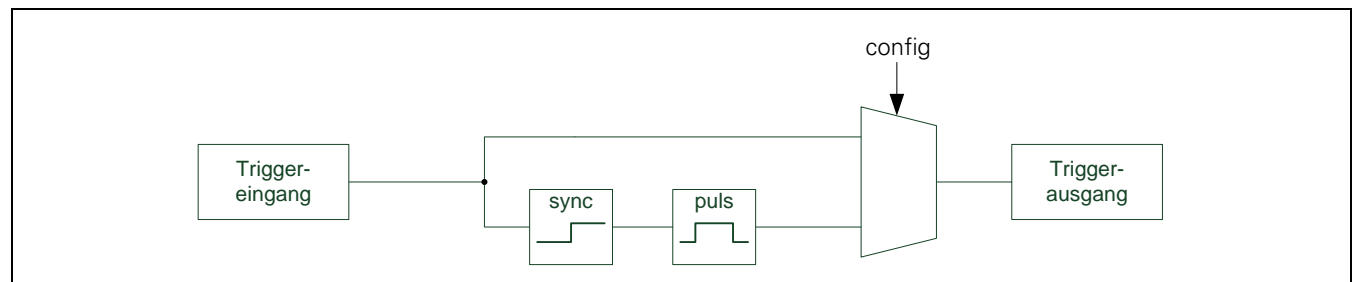 config
Trigger-
eingang
sync
puls
Trigger-
ausgang